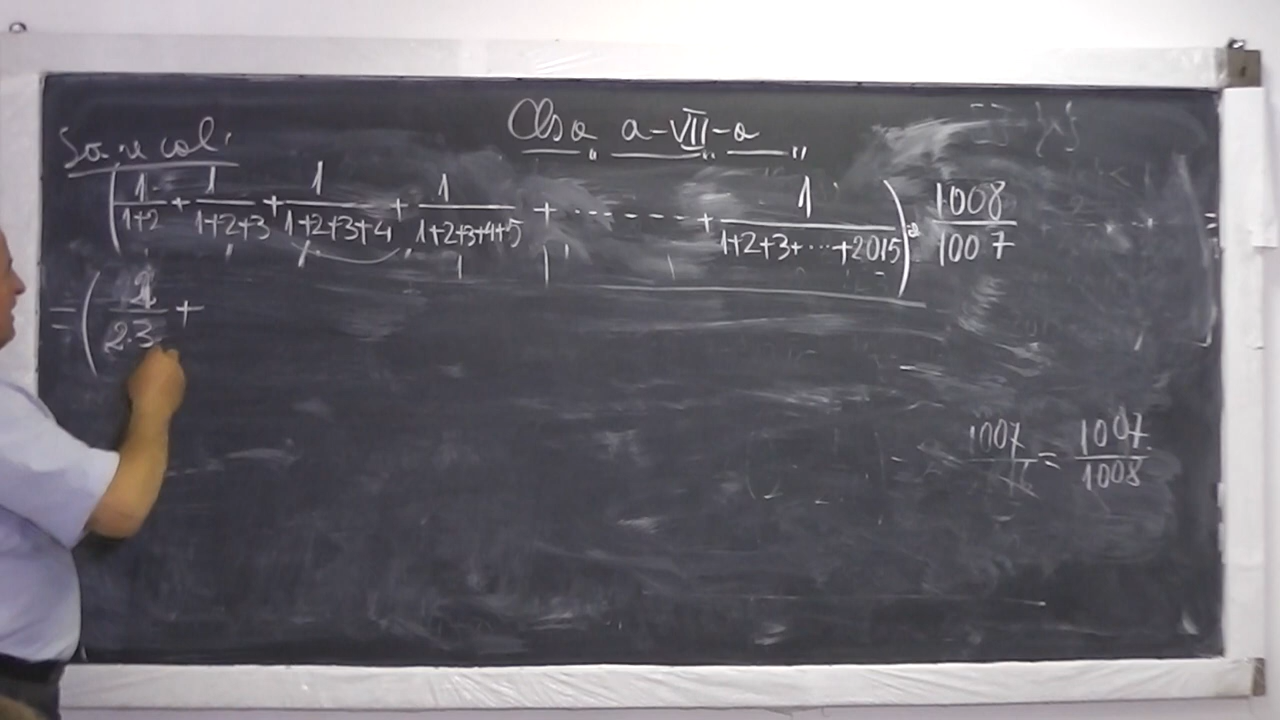 Clasa a-VII-a
Să se calc:
(1/(1+2) + 1/(1+2+3) + 1/(1+2+3+4) + 1/(1+2+3+4+5) + ....... + 1/(1+2+3+...+2015)) · 1008/1007 =
= (2/(2·3) +
1007/ = 1007/1008